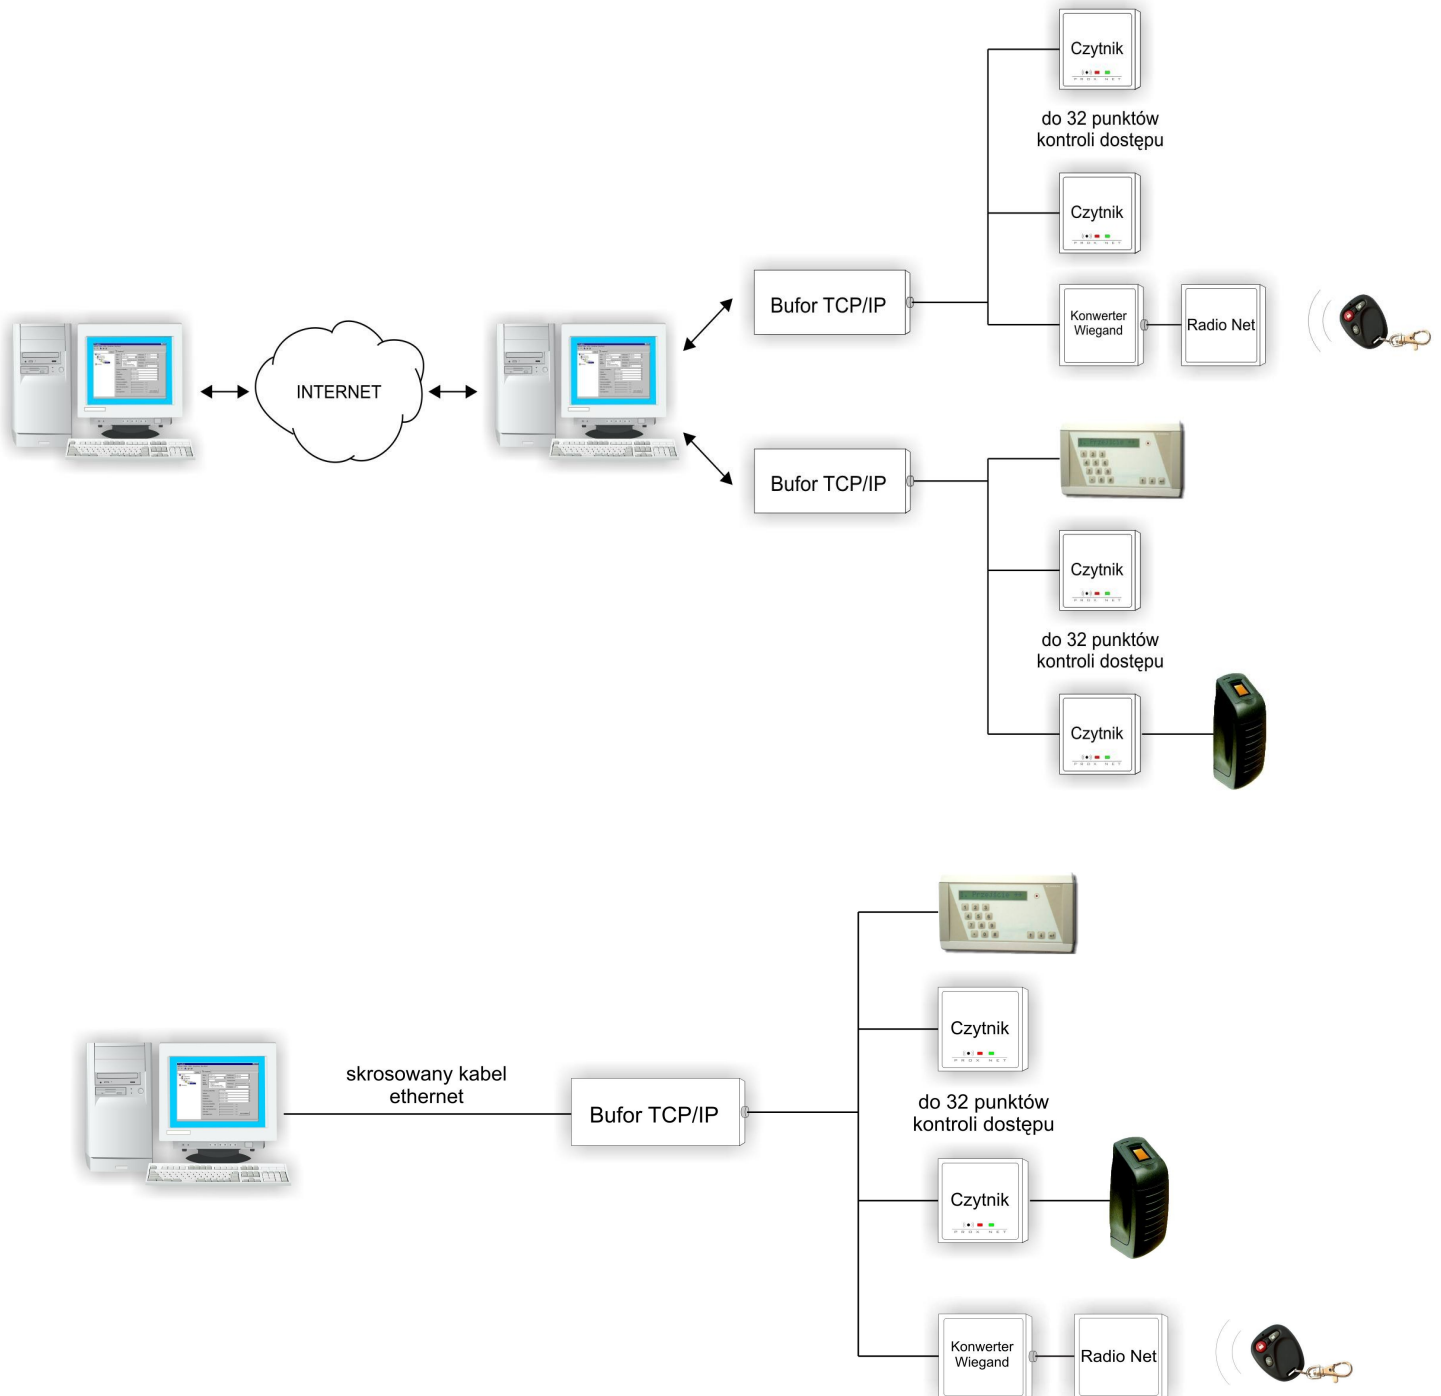 Czytnik
do 32 punktów
kontroli dostępu
Czytnik
Bufor TCP/IP
Konwerter
Wiegand
Radio Net
INTERNET
Bufor TCP/IP
Czytnik
do 32 punktów
kontroli dostępu
Czytnik
Czytnik
skrosowany kabel
ethernet
Bufor TCP/IP
do 32 punktów
kontroli dostępu
Czytnik
Konwerter
Wiegand
Radio Net